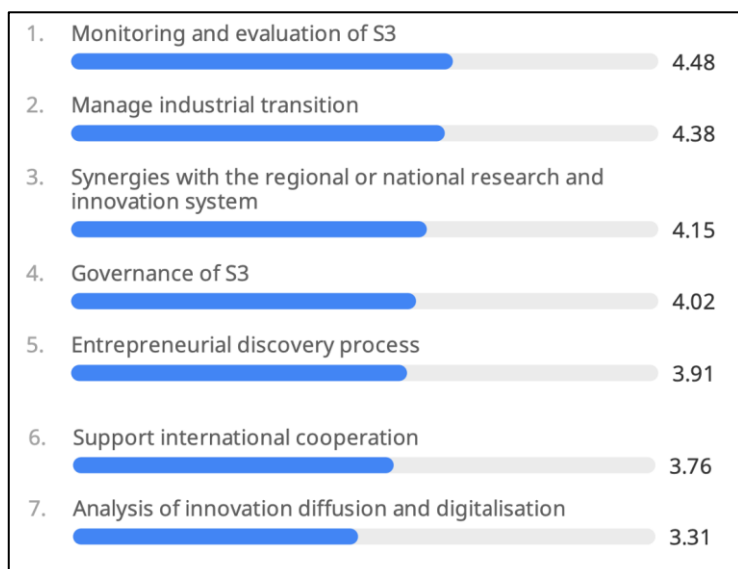 1. Monitoring and evaluation of S3
4.48
2. Manage industrial transition
4.38
3. Synergies with the regional or national research and
innovation system
4.15
4. Governance of S3
4.02
5. Entrepreneurial discovery process
3.91
6. Support international cooperation
3.76
7. Analysis of innovation diffusion and digitalisation
3.31